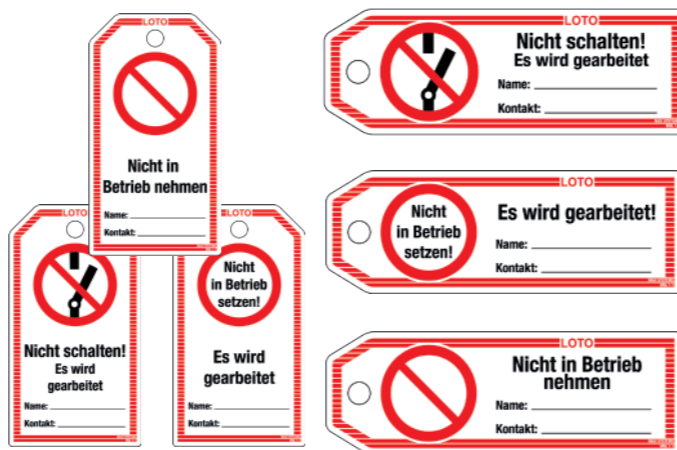 LOTO
Nicht in
Betrieb nehmen
Name:
Kontakt:
LOTO
Nicht schalten!
Es wird
gearbeitet
Name:
Kontakt:
LOTO
Nicht
in Betrieb
setzen!
Es wird
gearbeitet
Name:
Kontakt:
LOTO
Nicht schalten!
Es wird gearbeitet
Name:
Kontakt:
LOTO
Nicht
in Betrieb
setzen!
Es wird gearbeitet!
Name:
Kontakt:
LOTO
Nicht in Betrieb
nehmen
Name:
Kontakt: